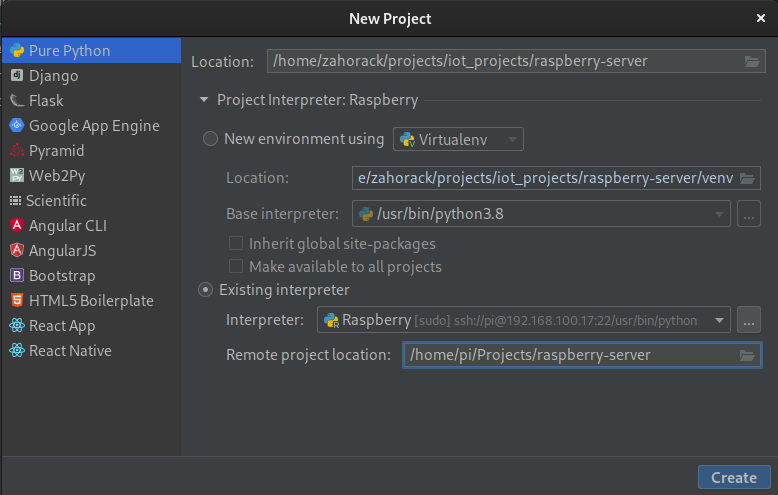 New Project
Pure Python
Django
Flask
Google App Engine
Pyramid
Web2Py
Scientific
Angular CLI
AngularJS
Bootstrap
HTML5 Boilerplate
React App
React Native
Location: /home/zahorack/projects/iot_projects/raspberry-server
Project Interpreter: Raspberry
New environment using Virtualenv
Location: e/zahorack/projects/iot_projects/raspberry-server/venv
Base interpreter: /usr/bin/python3.8 ...
Inherit global site-packages
Make available to all projects
Existing interpreter
Interpreter: Raspberry [sudo] ssh://pi@192.168.100.17:22/usr/bin/python ...
Remote project location: /home/pi/Projects/raspberry-server
Create